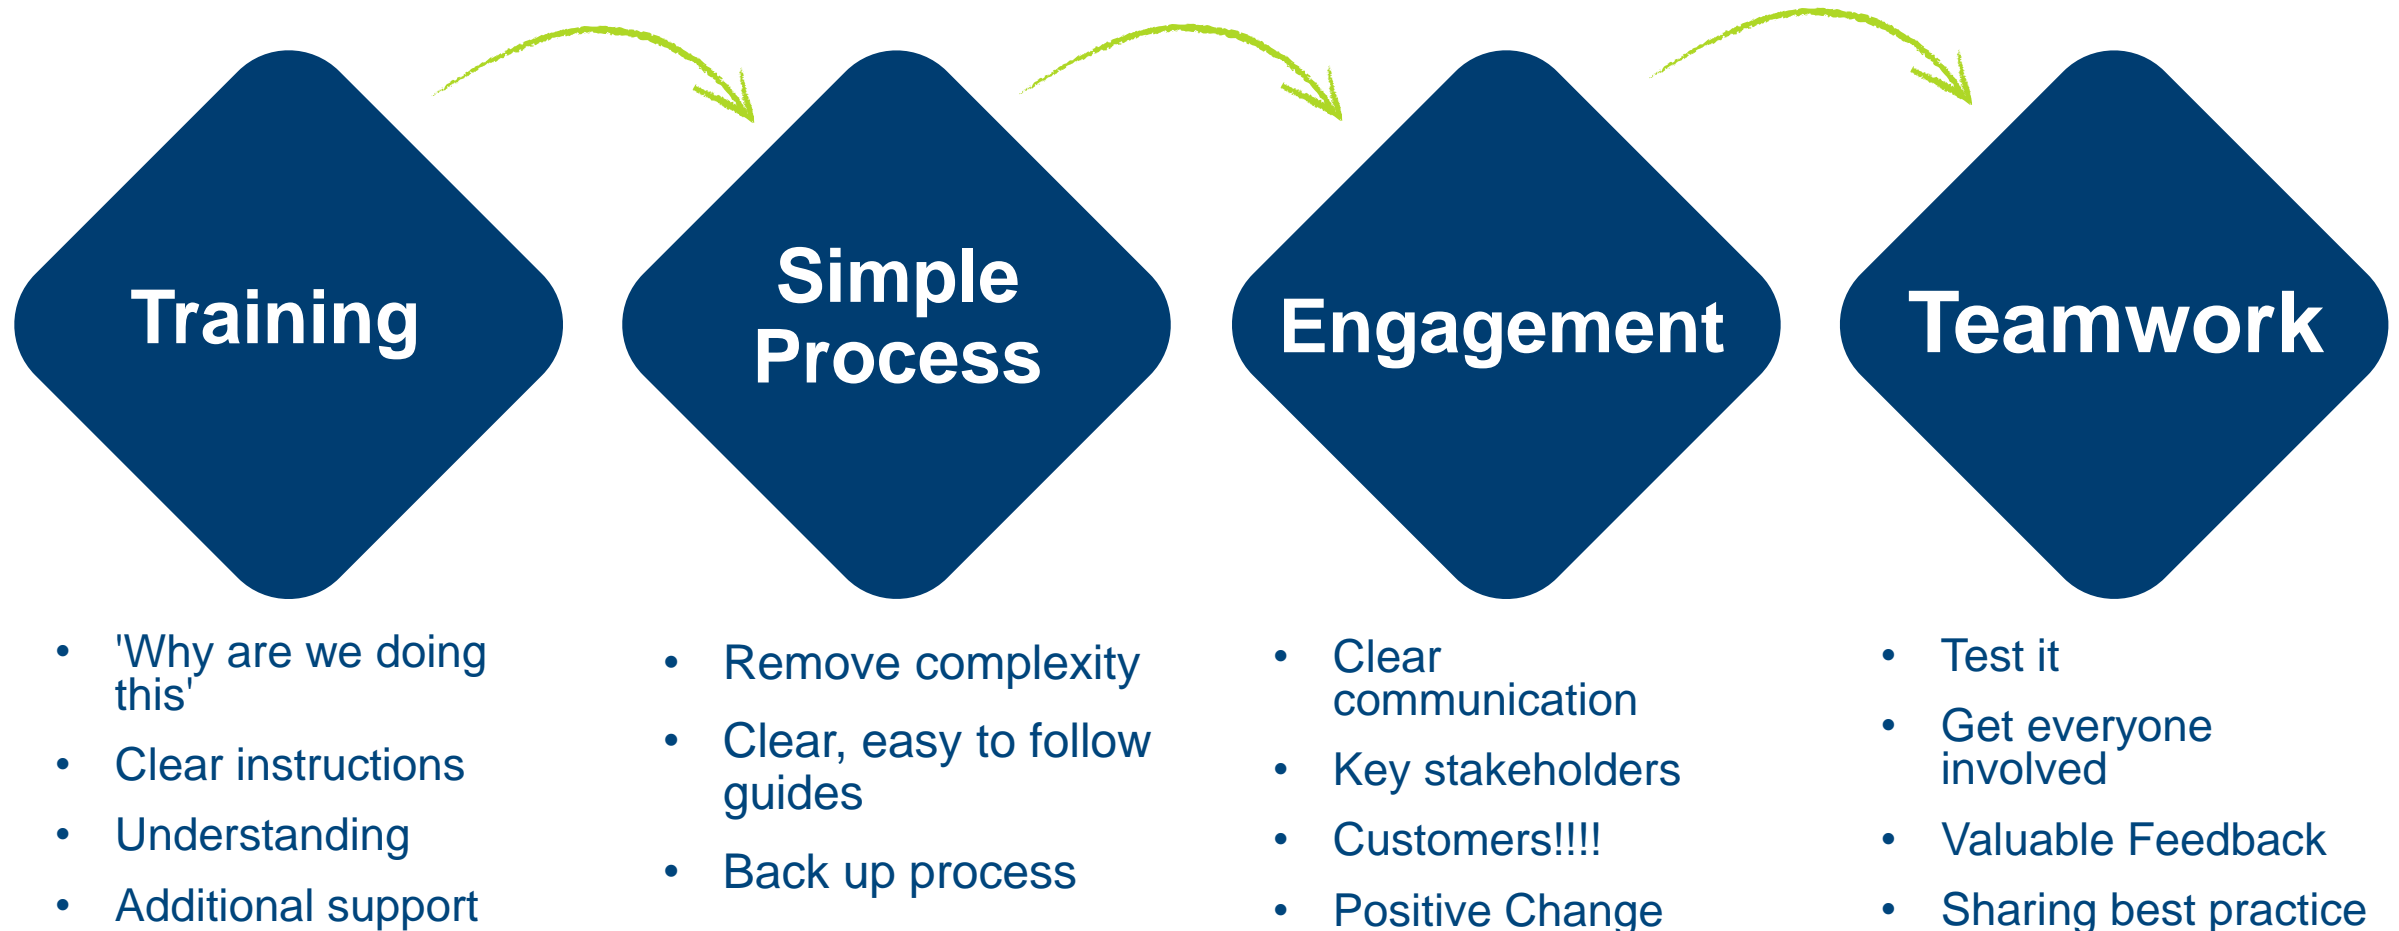 Training
Simple
Process
Engagement
Teamwork
• 'Why are we doing
this'
• Clear instructions
• Understanding
• Additional support
• Remove complexity
• Clear, easy to follow
guides
• Back up process
• Clear
communication
• Key stakeholders
• Customers!!!!
• Positive Change
• Test it
• Get everyone
involved
• Valuable Feedback
• Sharing best practice